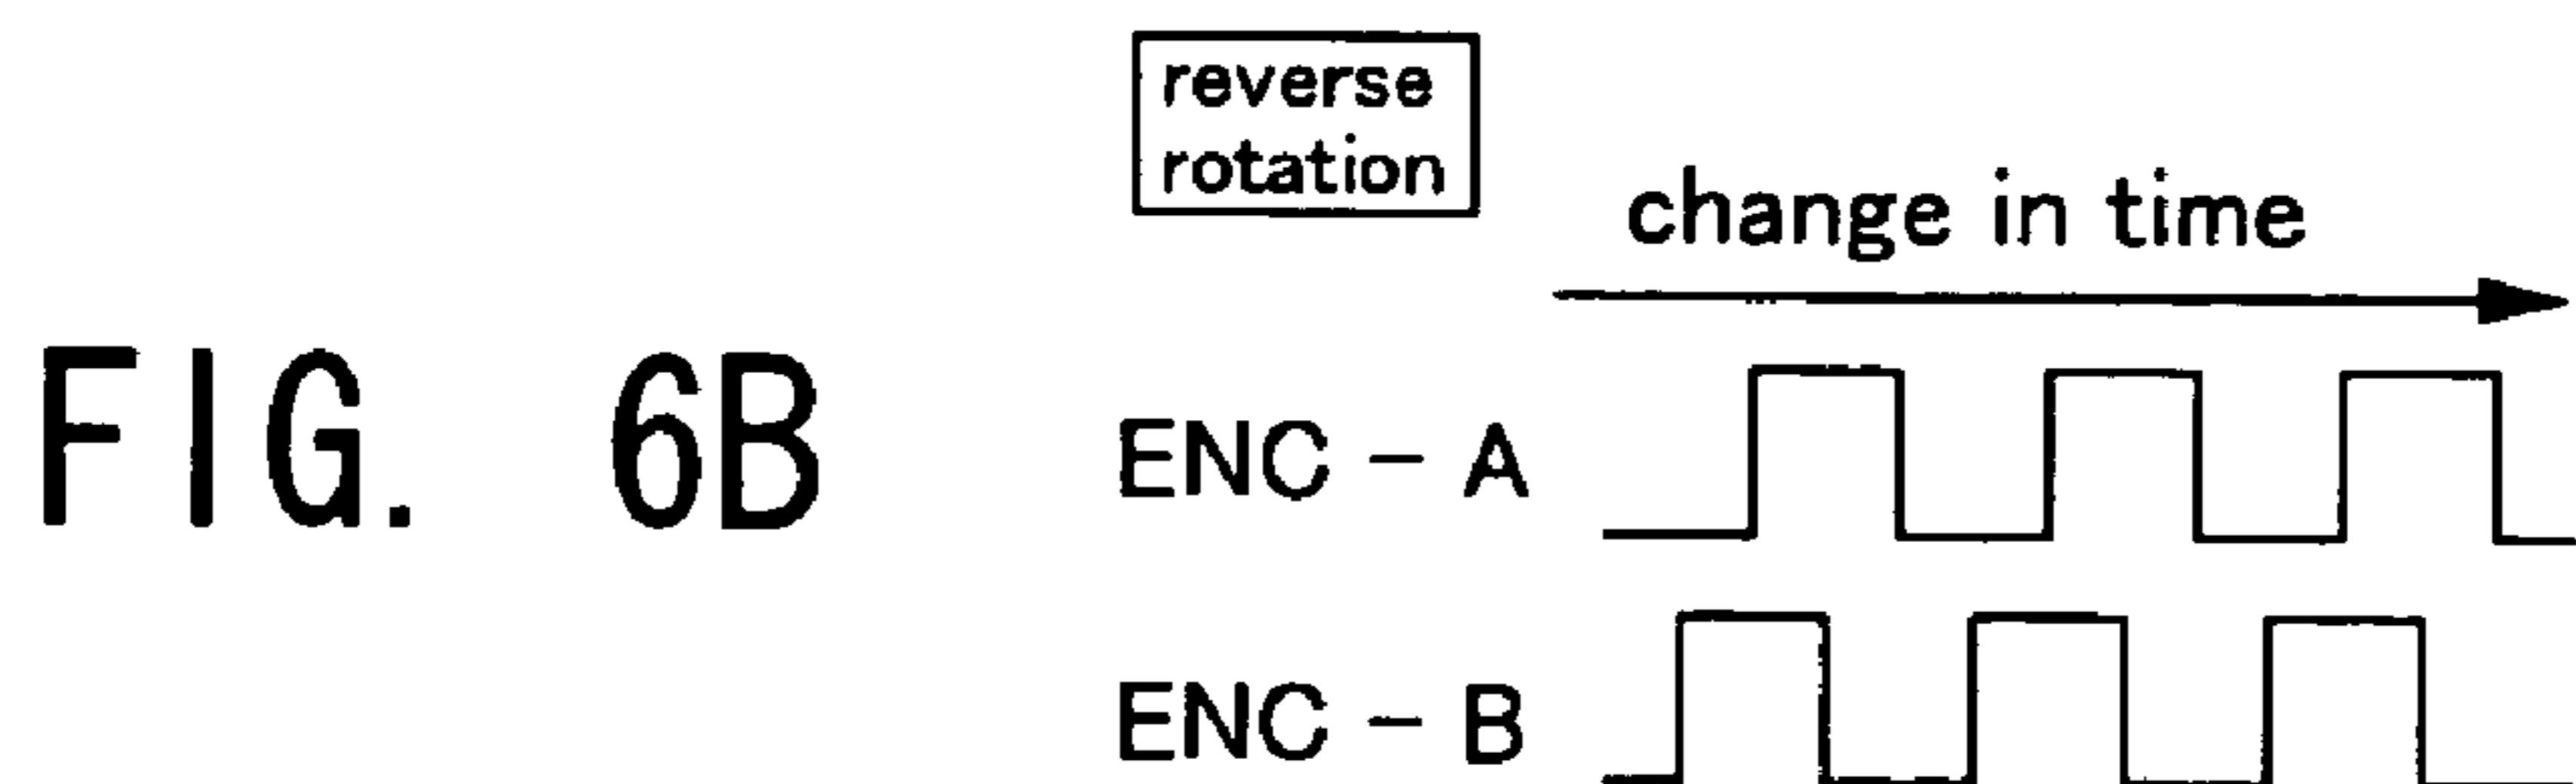 reverse
rotation
change in time
FIG. 6B
ENC - A
ENC - B